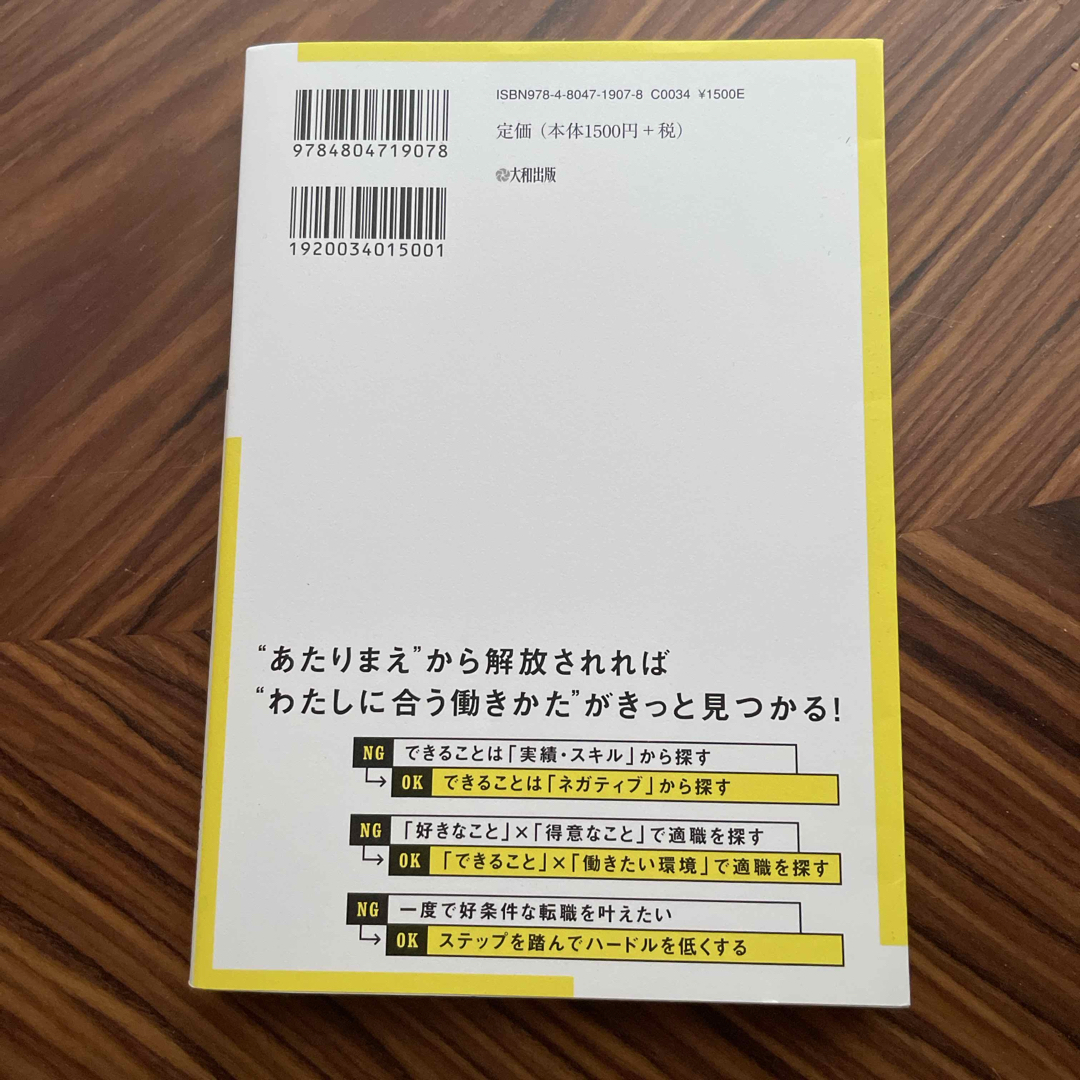 ISBN978-4-8047-1907-8 C0034 ¥1500E
9784804719078
定価（本体1500円＋税）
大和出版
1920034015001
“あたりまえ”から解放されれば
“わたしに合う働きかた”がきっと見つかる！
NG できることは「実績・スキル」から探す
OK できることは「ネガティブ」から探す
NG 「好きなこと」×「得意なこと」で適職を探す
OK 「できること」×「働きたい環境」で適職を探す
NG 一度で好条件な転職を叶えたい
OK ステップを踏んでハードルを低くする